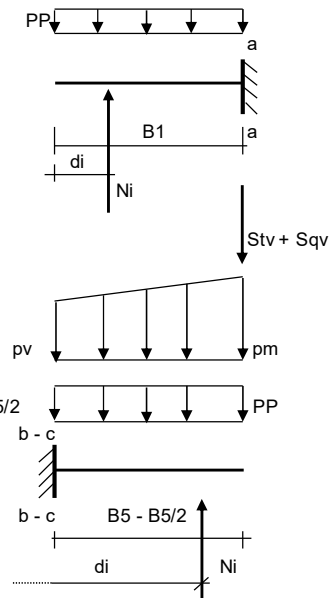 PP
a
B1
a
di
Ni
Stv + Sqv
pv pm
5/2 PP
b - c
b - c B5 - B5/2
di Ni